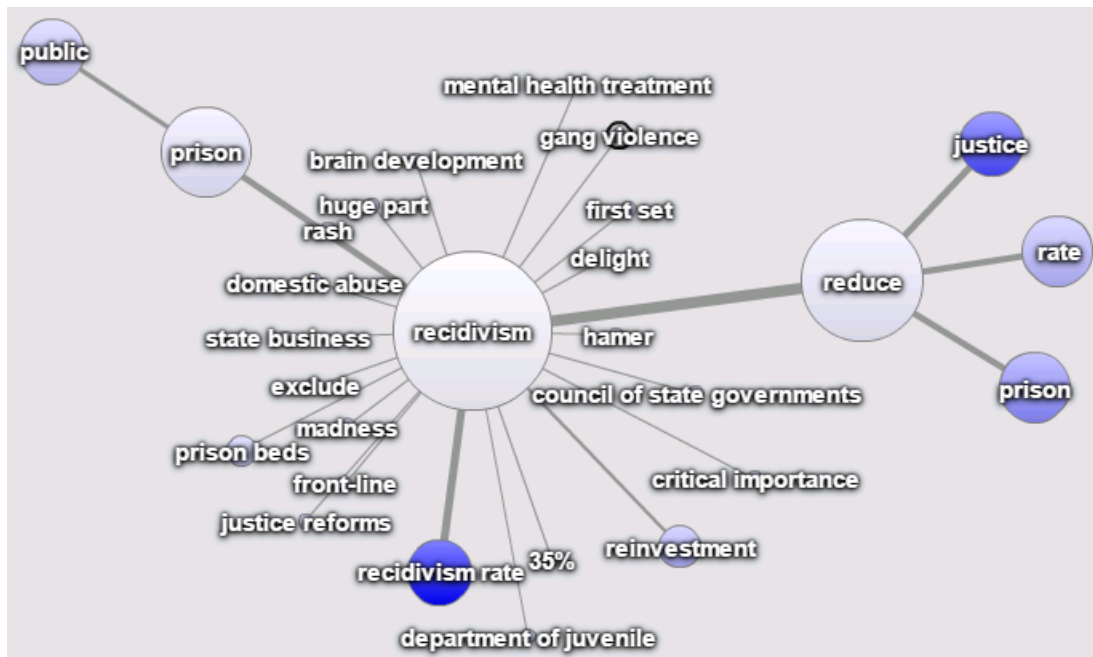 public
mental health treatment
gang violence
justice
prison
brain development
huge part
first set
rash
rate
delight
domestic abuse
reduce
recidivism
state business
hamer
exclude
council of state governments
prison
madness
prison beds
critical importance
front-line
justice reforms
reinvestment
35%
recidivism rate
department of juvenile